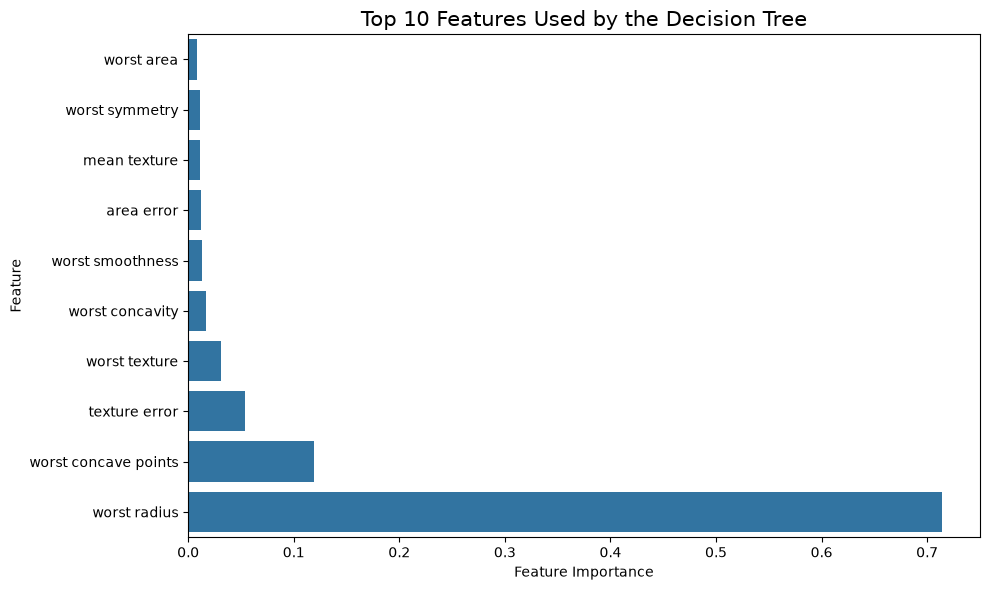 Top 10 Features Used by the Decision Tree
Feature
worst area
worst symmetry
mean texture
area error
worst smoothness
worst concavity
worst texture
texture error
worst concave points
worst radius
0.0 0.1 0.2 0.3 0.4 0.5 0.6 0.7
Feature Importance